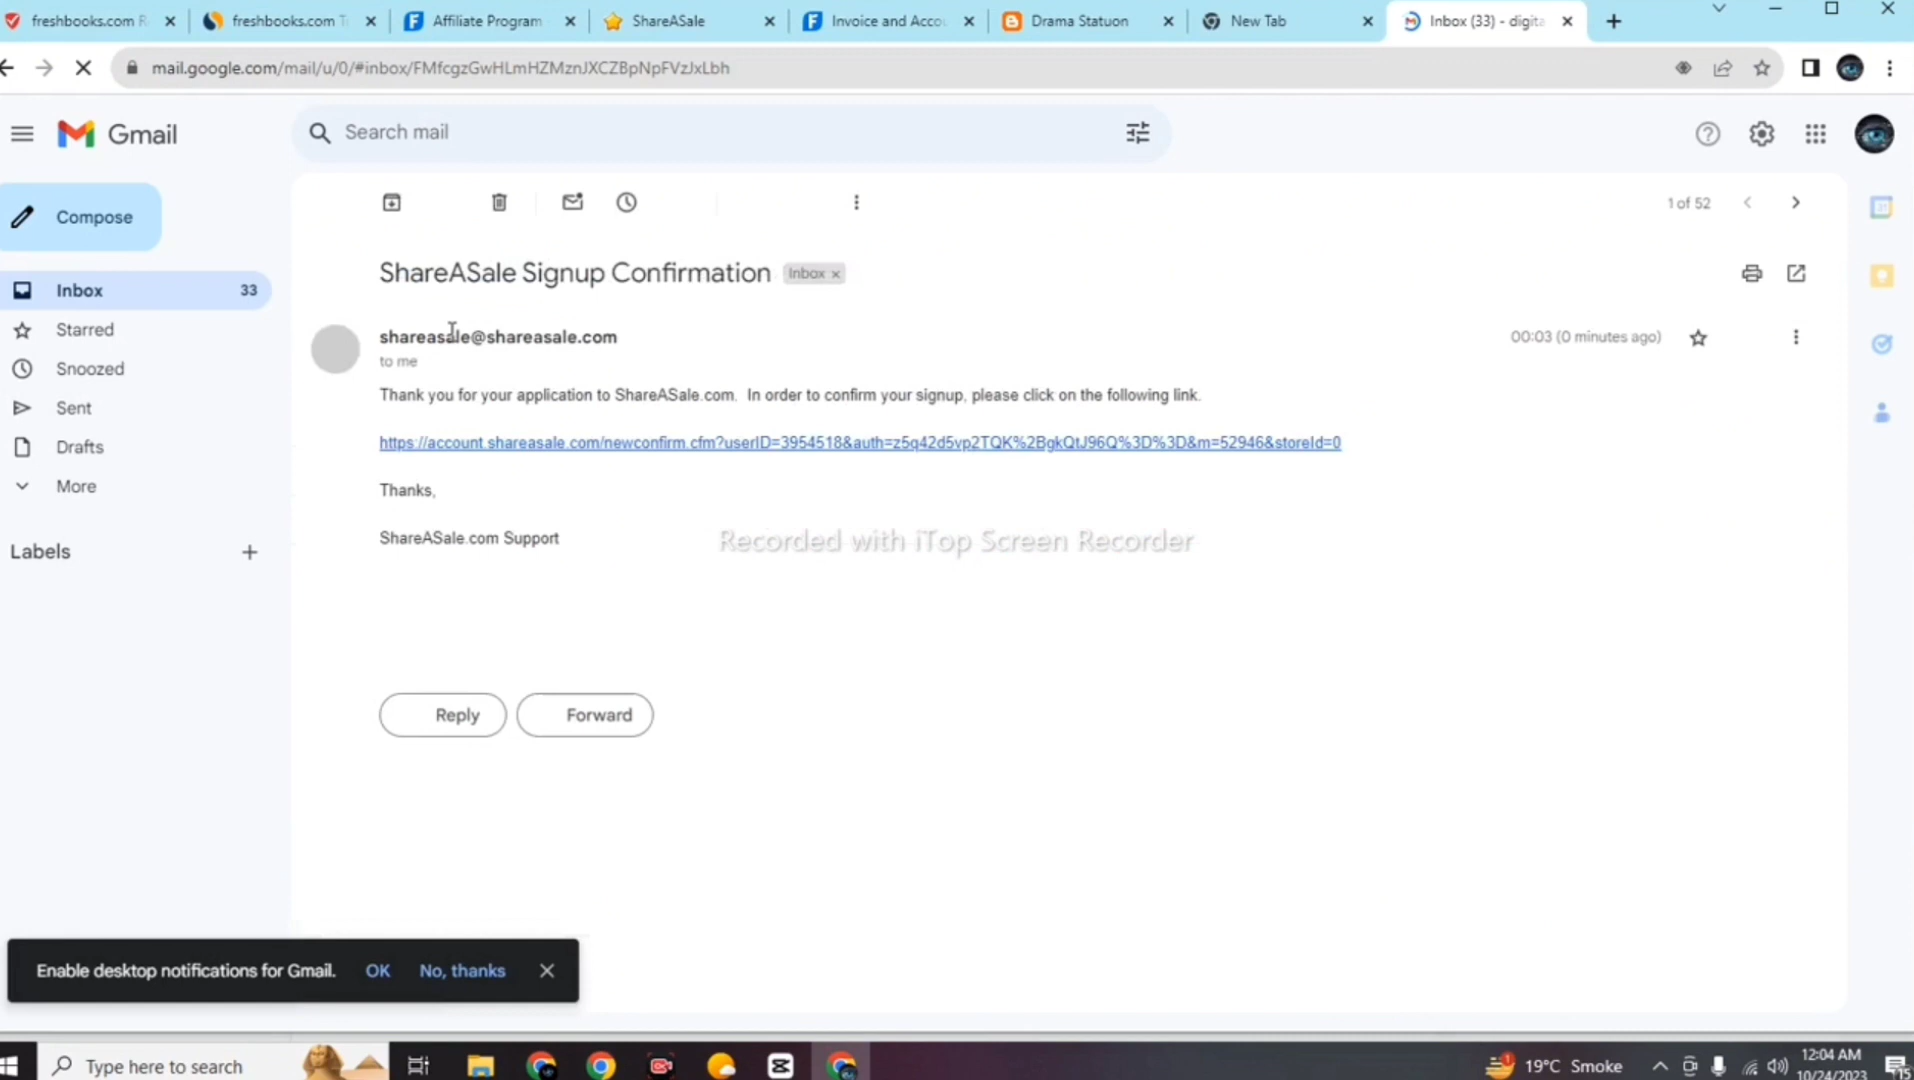 freshbooks.com R
freshbooks.com T
Affiliate Program
ShareASale
Invoice and Accou
Drama Statuon
New Tab
Inbox (33) - digita
mail.google.com/mail/u/0/#inbox/FMfcgzGwHLmHZMznJXCZBpNpFVzJxLbh
Gmail
Search mail
Compose
1 of 52
Inbox 33
Starred
Snoozed
Sent
Drafts
More
Labels
ShareASale Signup Confirmation Inbox x
shareasale@shareasale.com
00:03 (0 minutes ago)
to me
Thank you for your application to ShareASale.com. In order to confirm your signup, please click on the following link.
https://account.shareasale.com/newconfirm.cfm?userID=3954518&auth=z5q42d5vp2TQK%2BgkQtJ96Q%3D%3D&m=52946&storeId=0
Thanks,
ShareASale.com Support
Recorded with iTop Screen Recorder
Reply
Forward
Enable desktop notifications for Gmail. OK No, thanks
Type here to search
19°C Smoke
12:04 AM
10/24/2023